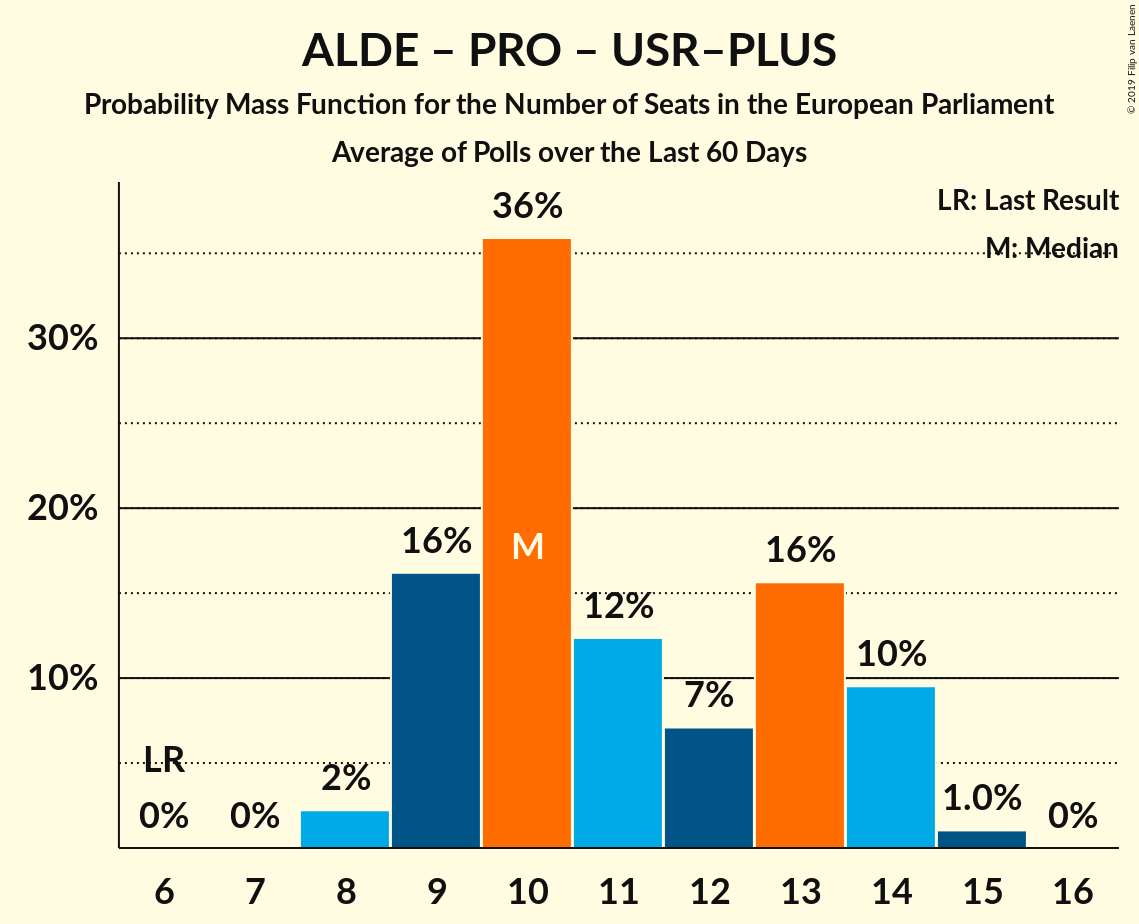 ALDE – PRO – USR–PLUS
Probability Mass Function for the Number of Seats in the European Parliament
Average of Polls over the Last 60 Days
© 2019 Filip van Laenen
LR: Last Result
M: Median
36%
30%
20%
16%
M
16%
12%
10%
10%
7%
LR
2%
1.0%
0%
0%
0%
6 7 8 9 10 11 12 13 14 15 16